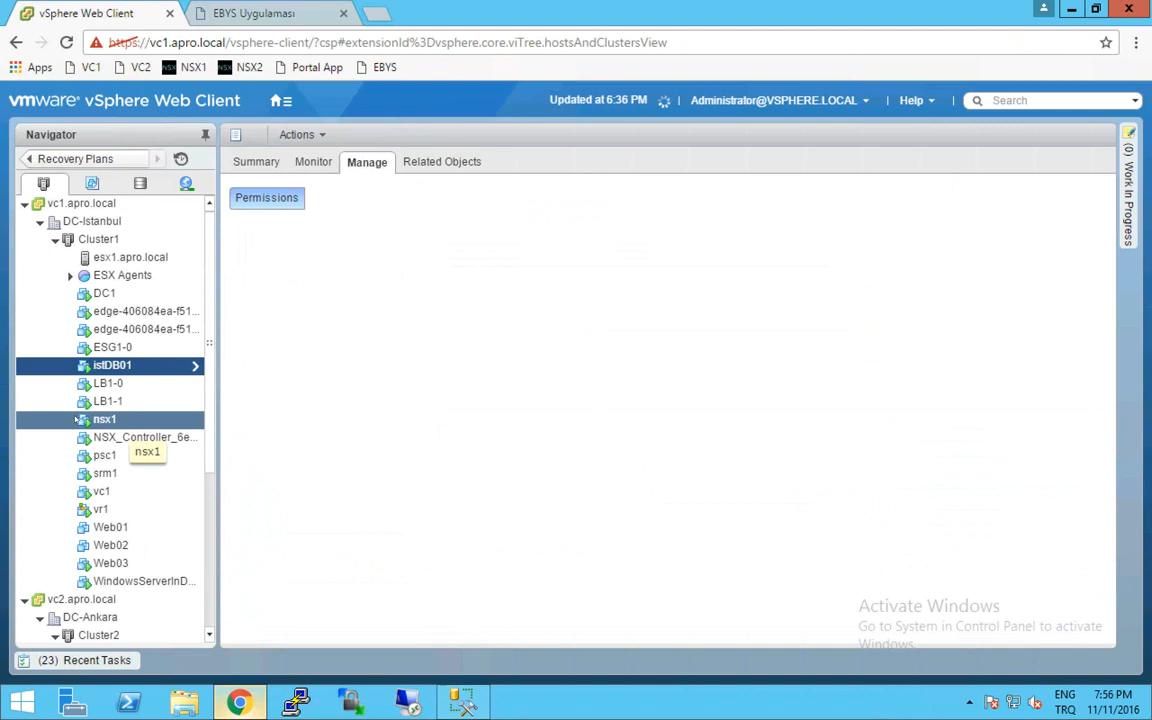 vSphere Web Client
EBYS Uygulaması
https://vc1.apro.local/vsphere-client/?csp#extensionId%3Dvsphere.core.viTree.hostsAndClustersView
Apps VC1 VC2 NSX NSX1 NSX NSX2 Portal App EBYS
vmware vSphere Web Client
Updated at 6:36 PM
Administrator@VSPHERE.LOCAL
Help
Search
Navigator
Actions
Recovery Plans
Summary Monitor Manage Related Objects
Permissions
(0) Work In Progress
vc1.apro.local
DC-Istanbul
Cluster1
esx1.apro.local
ESX Agents
DC1
edge-406084ea-f51...
edge-406084ea-f51...
ESG1-0
istDB01
LB1-0
LB1-1
nsx1
NSX_Controller_6e...
nsx1
psc1
srm1
vc1
vr1
Web01
Web02
Web03
WindowsServerInD...
vc2.apro.local
DC-Ankara
Cluster2
Activate Windows
Go to System in Control Panel to activate
Windows.
(23) Recent Tasks
ENG 7:56 PM
TRQ 11/11/2016